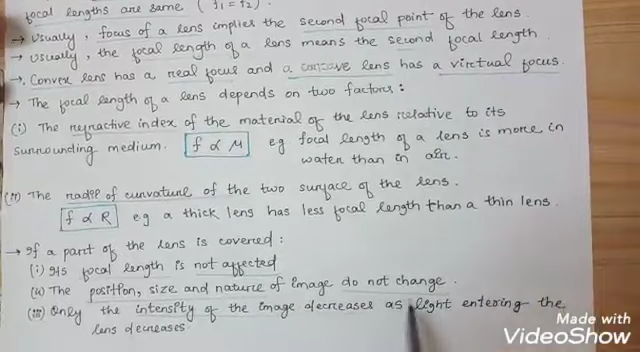 focal lengths are same (f1 = f2).
→ usually, focus of a lens implies the second focal point of the lens.
→ usually, the focal length of a lens means the second focal length.
→ Convex lens has a real focus and a concave lens has a virtual focus.
→ The focal length of a lens depends on two factors:
(i) The refractive index of the material of the lens relative to its
surrounding medium. f ∝ μ eg focal length of a lens is more in
water than in air.
(ii) The radii of curvature of the two surface of the lens.
f ∝ R eg a thick lens has less focal length than a thin lens.
→ If a part of the lens is covered:
(i) its focal length is not affected
(ii) The position, size and nature of image do not change.
(iii) Only the intensity of the image decreases as light entering the
lens decreases.
Made with
VideoShow